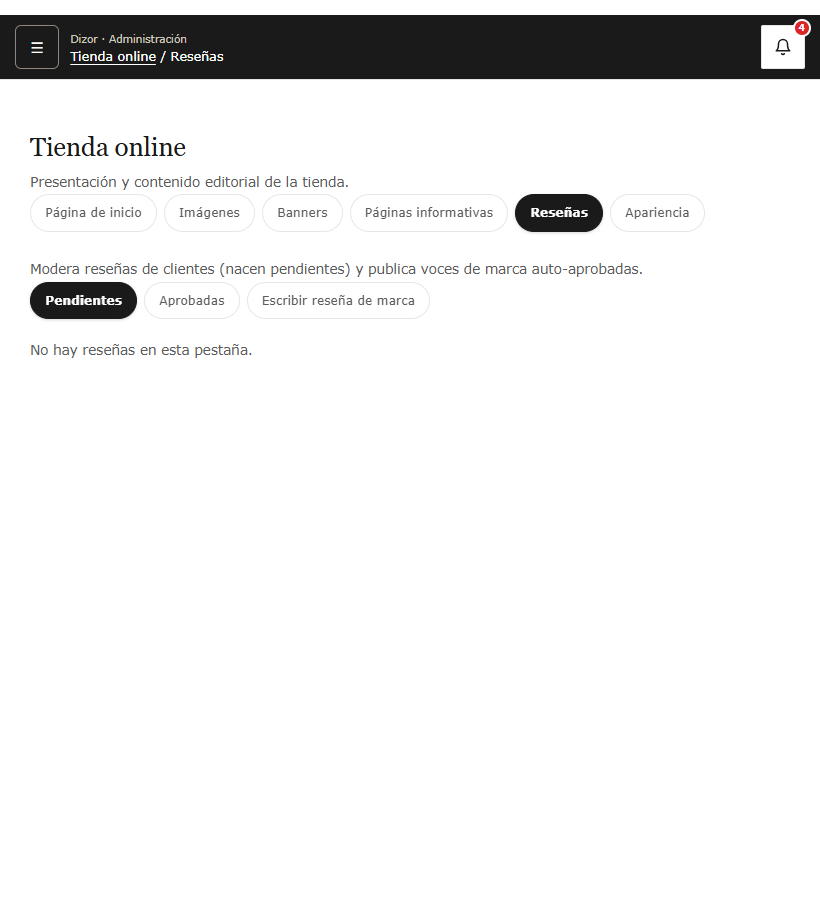 Dizor · Administración
Tienda online / Reseñas
4
Tienda online
Presentación y contenido editorial de la tienda.
Página de inicio
Imágenes
Banners
Páginas informativas
Reseñas
Apariencia
Modera reseñas de clientes (nacen pendientes) y publica voces de marca auto-aprobadas.
Pendientes
Aprobadas
Escribir reseña de marca
No hay reseñas en esta pestaña.